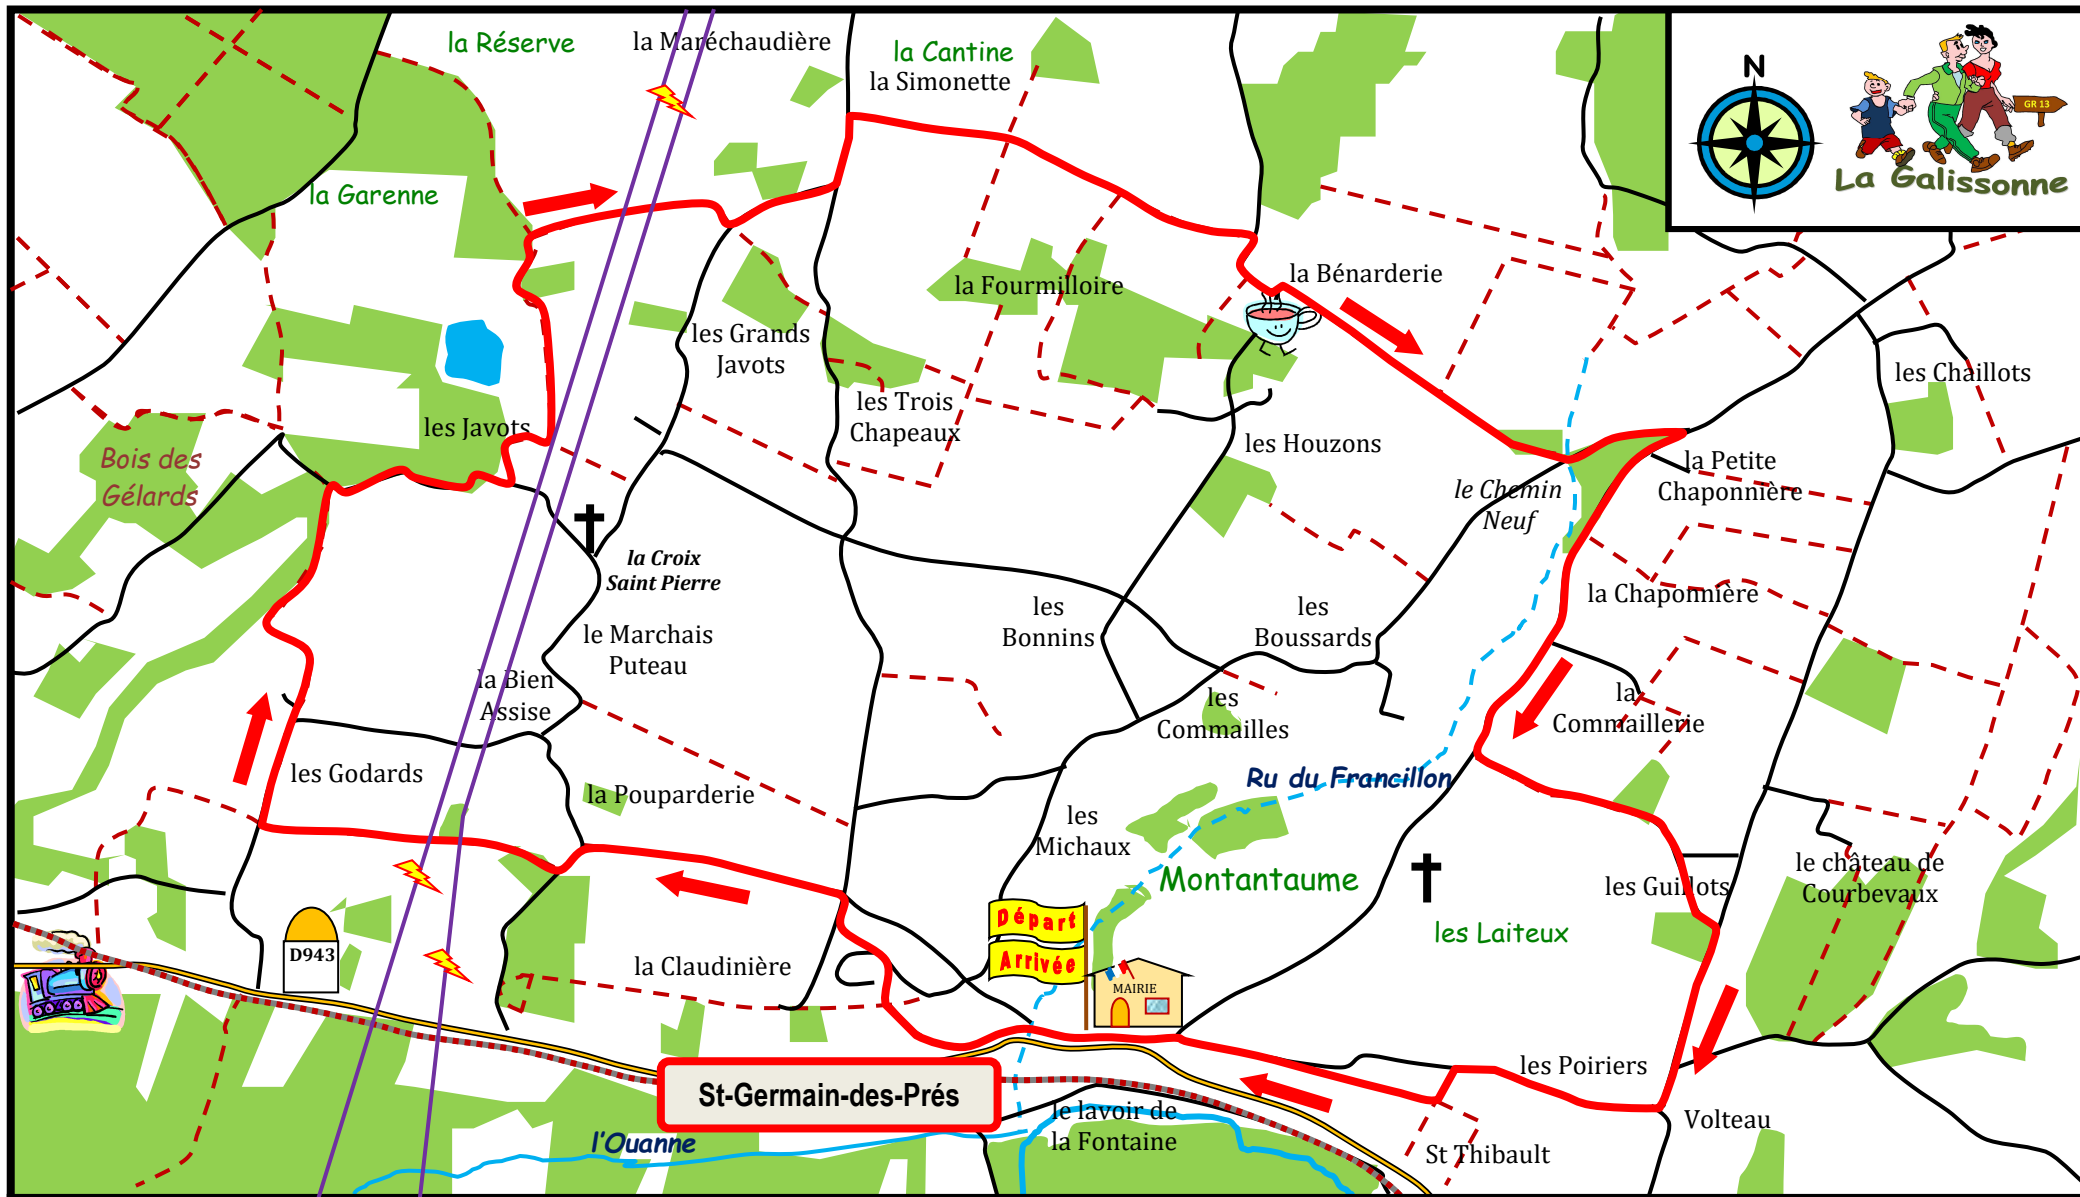 la Réserve
la Maréchaudière
la Cantine
la Simonette
N
GR 13
La Galissonne
la Garenne
la Fourmilloire
la Bénarderie
les Grands
Javots
les Trois
Chapeaux
les Chaillots
les Javots
Bois des
Gélards
les Houzons
le Chemin
Neuf
la Petite
Chaponnière
la Croix
Saint Pierre
le Marchais
Puteau
les
Bonnins
les
Boussards
la Chaponnière
la Bien
Assise
les
Commailles
la
Commaillerie
les Godards
la Pouparderie
Ru du Francillon
les
Michaux
Montantaume
les Guillots
le château de
Courbevaux
les Laiteux
Départ
Arrivée
MAIRIE
D943
la Claudinière
les Poiriers
St-Germain-des-Prés
le lavoir de
la Fontaine
Volteau
l'Ouanne
St Thibault